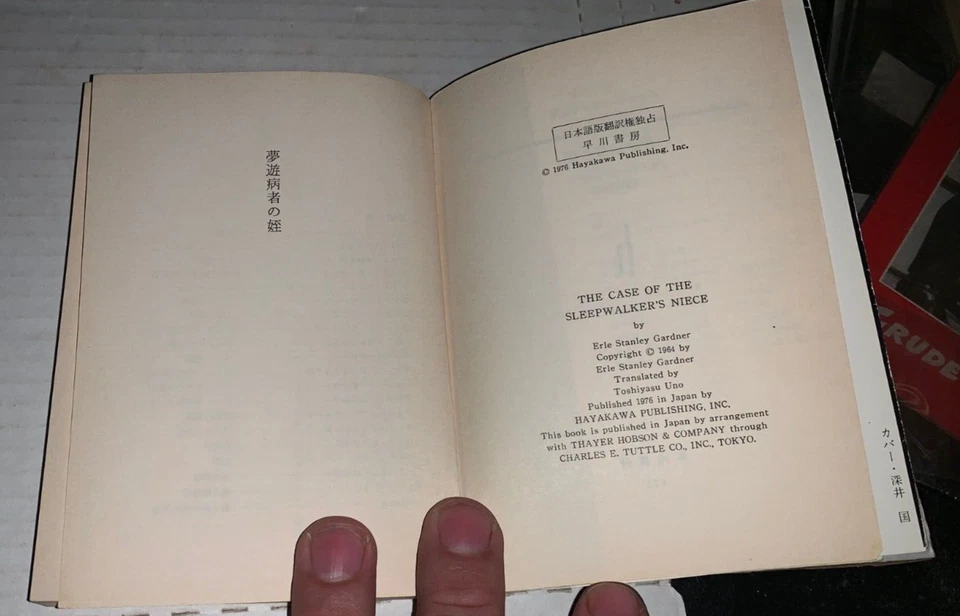 夢遊病者の姪
日本語版翻訳権独占
早川書房
© 1976 Hayakawa Publishing, Inc.
THE CASE OF THE
SLEEPWALKER'S NIECE
by
Erle Stanley Gardner
Copyright © 1964 by
Erle Stanley Gardner
Translated by
Toshiyasu Uno
Published 1976 in Japan by
HAYAKAWA PUBLISHING, INC.
This book is published in Japan by arrangement
with THAYER HOBSON & COMPANY through
CHARLES E. TUTTLE CO., INC., TOKYO.
カバー・深井 国